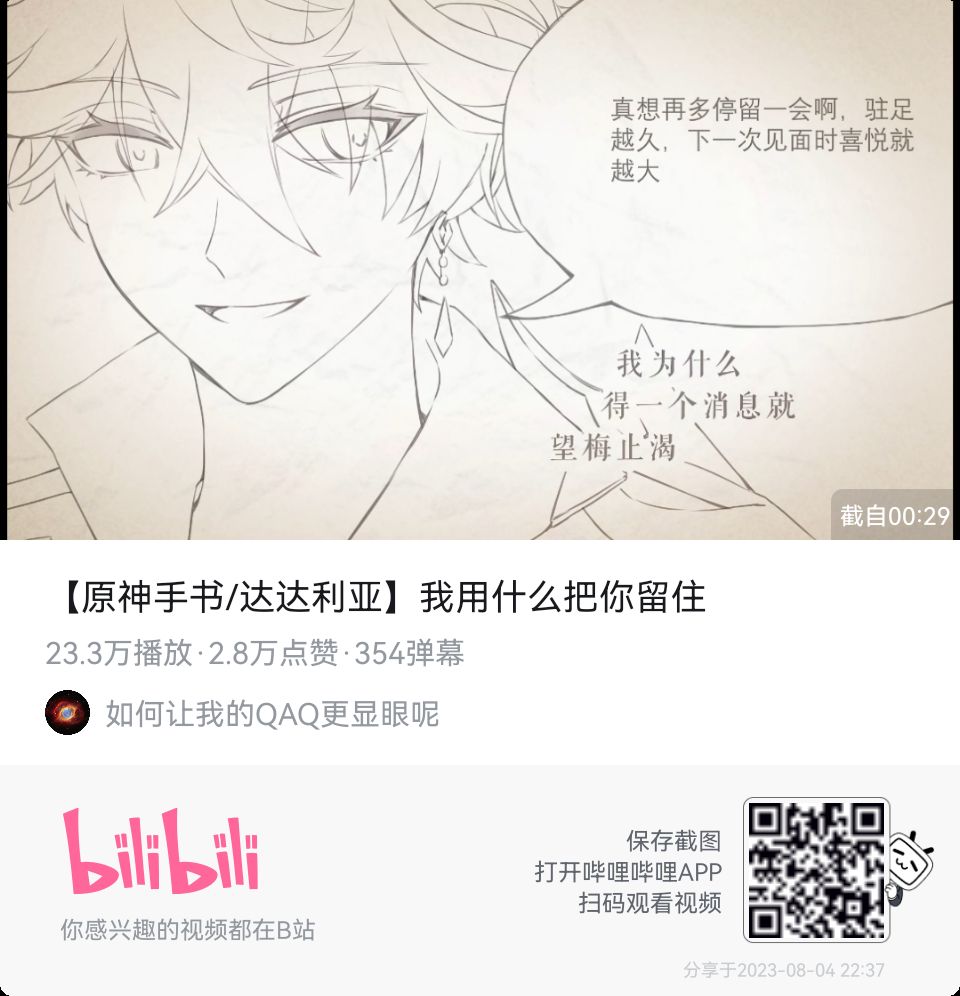 真想再多停留一会啊，驻足
越久，下一次见面时喜悦就
越大
我为什么
得一个消息就
望梅止渴
截自00:29
【原神手书/达达利亚】我用什么把你留住
23.3万播放·2.8万点赞·354弹幕
如何让我的QAQ更显眼呢
bilibili
你感兴趣的视频都在B站
保存截图
打开哔哩哔哩APP
扫码观看视频
分享于2023-08-04 22:37